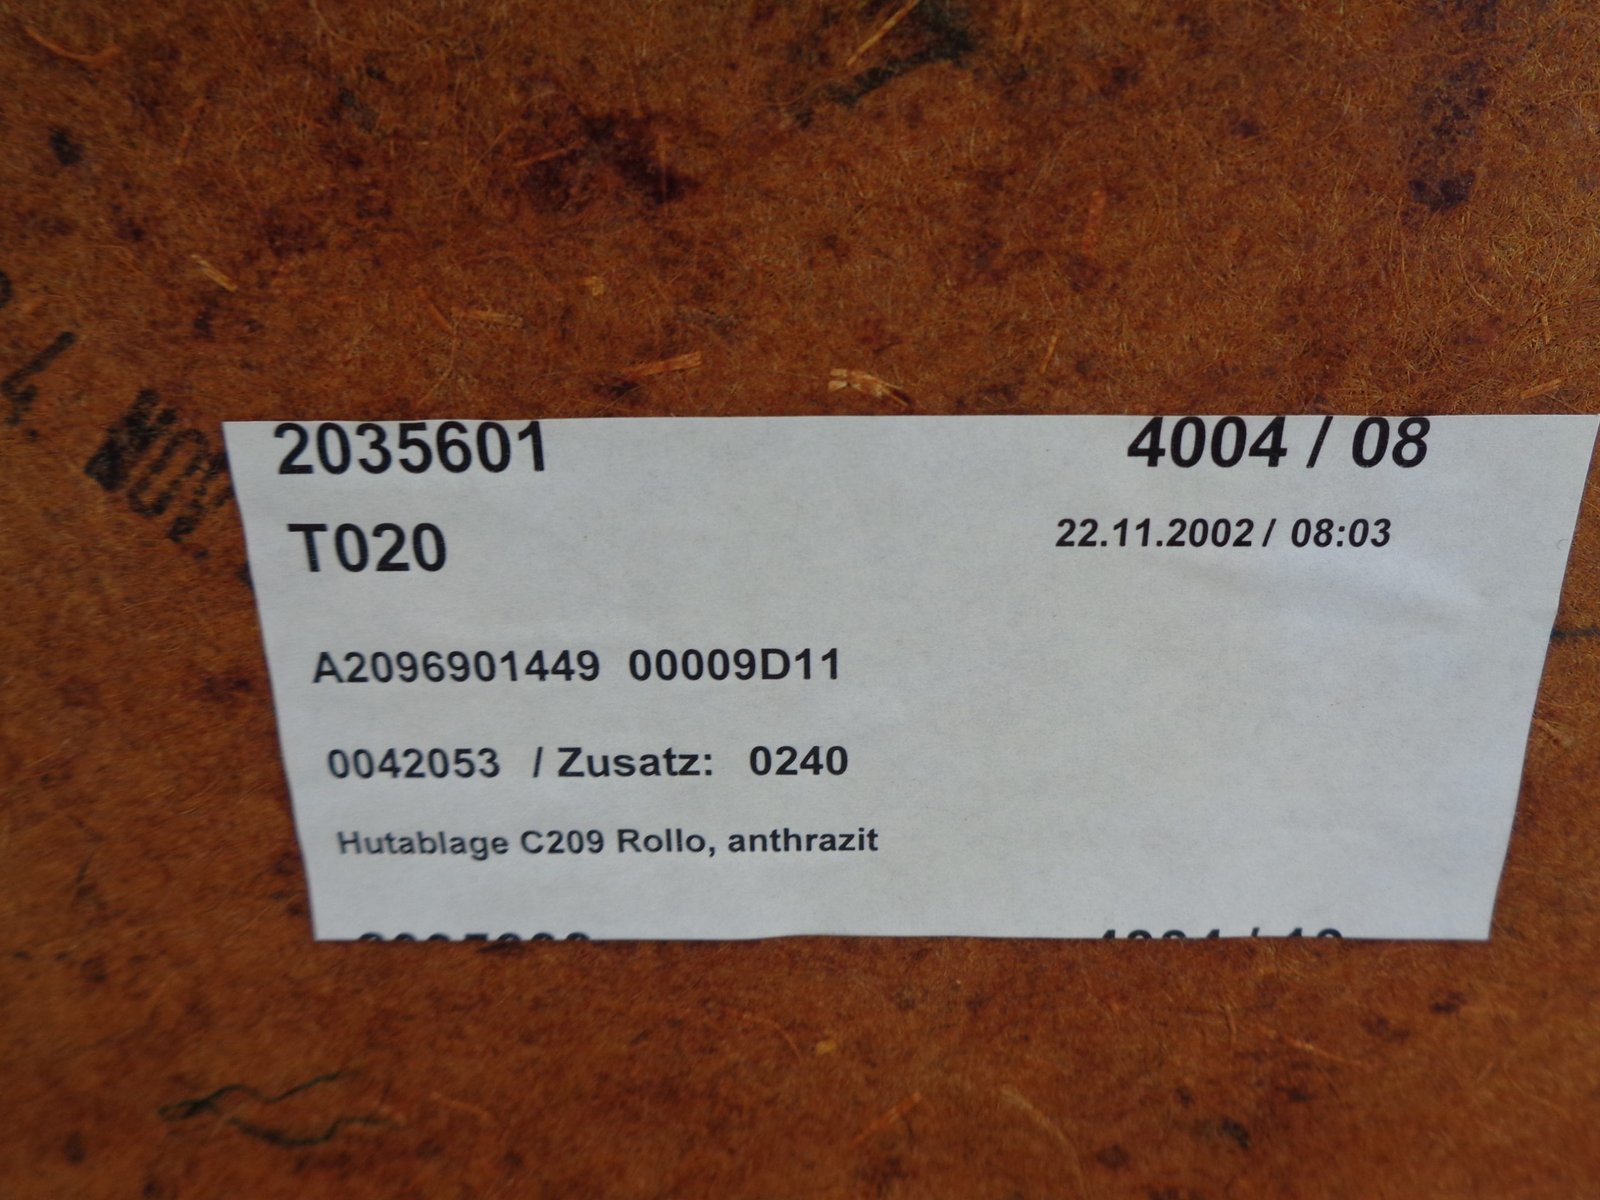 2035601 4004 / 08
T020 22.11.2002 / 08:03
A2096901449 00009D11
0042053 / Zusatz: 0240
Hutablage C209 Rollo, anthrazit